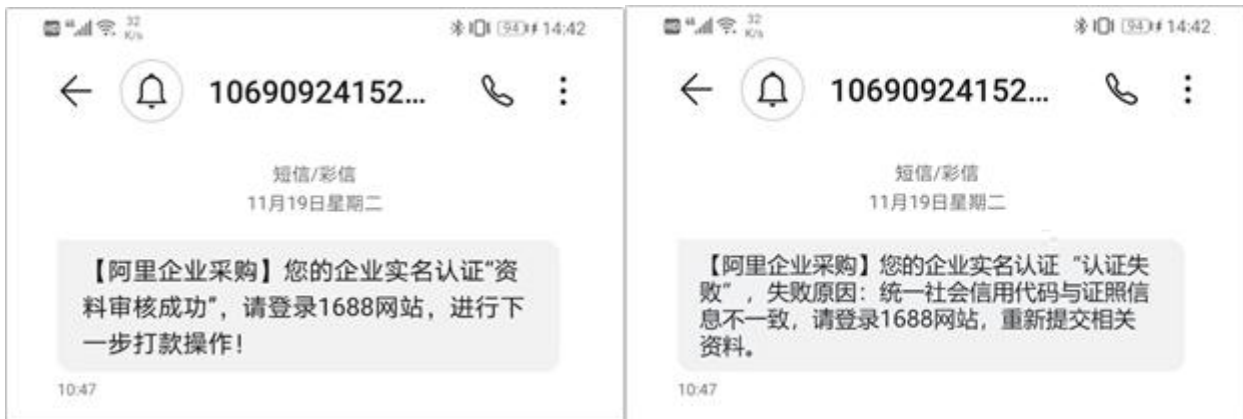 32
K/s
94 14:42
10690924152...
短信/彩信
11月19日星期二
【阿里企业采购】您的企业实名认证“资
料审核成功”，请登录1688网站，进行下
一步打款操作！
10:47
32
K/s
94 14:42
10690924152...
短信/彩信
11月19日星期二
【阿里企业采购】您的企业实名认证“认证失
败”，失败原因：统一社会信用代码与证照信
息不一致，请登录1688网站，重新提交相关
资料。
10:47